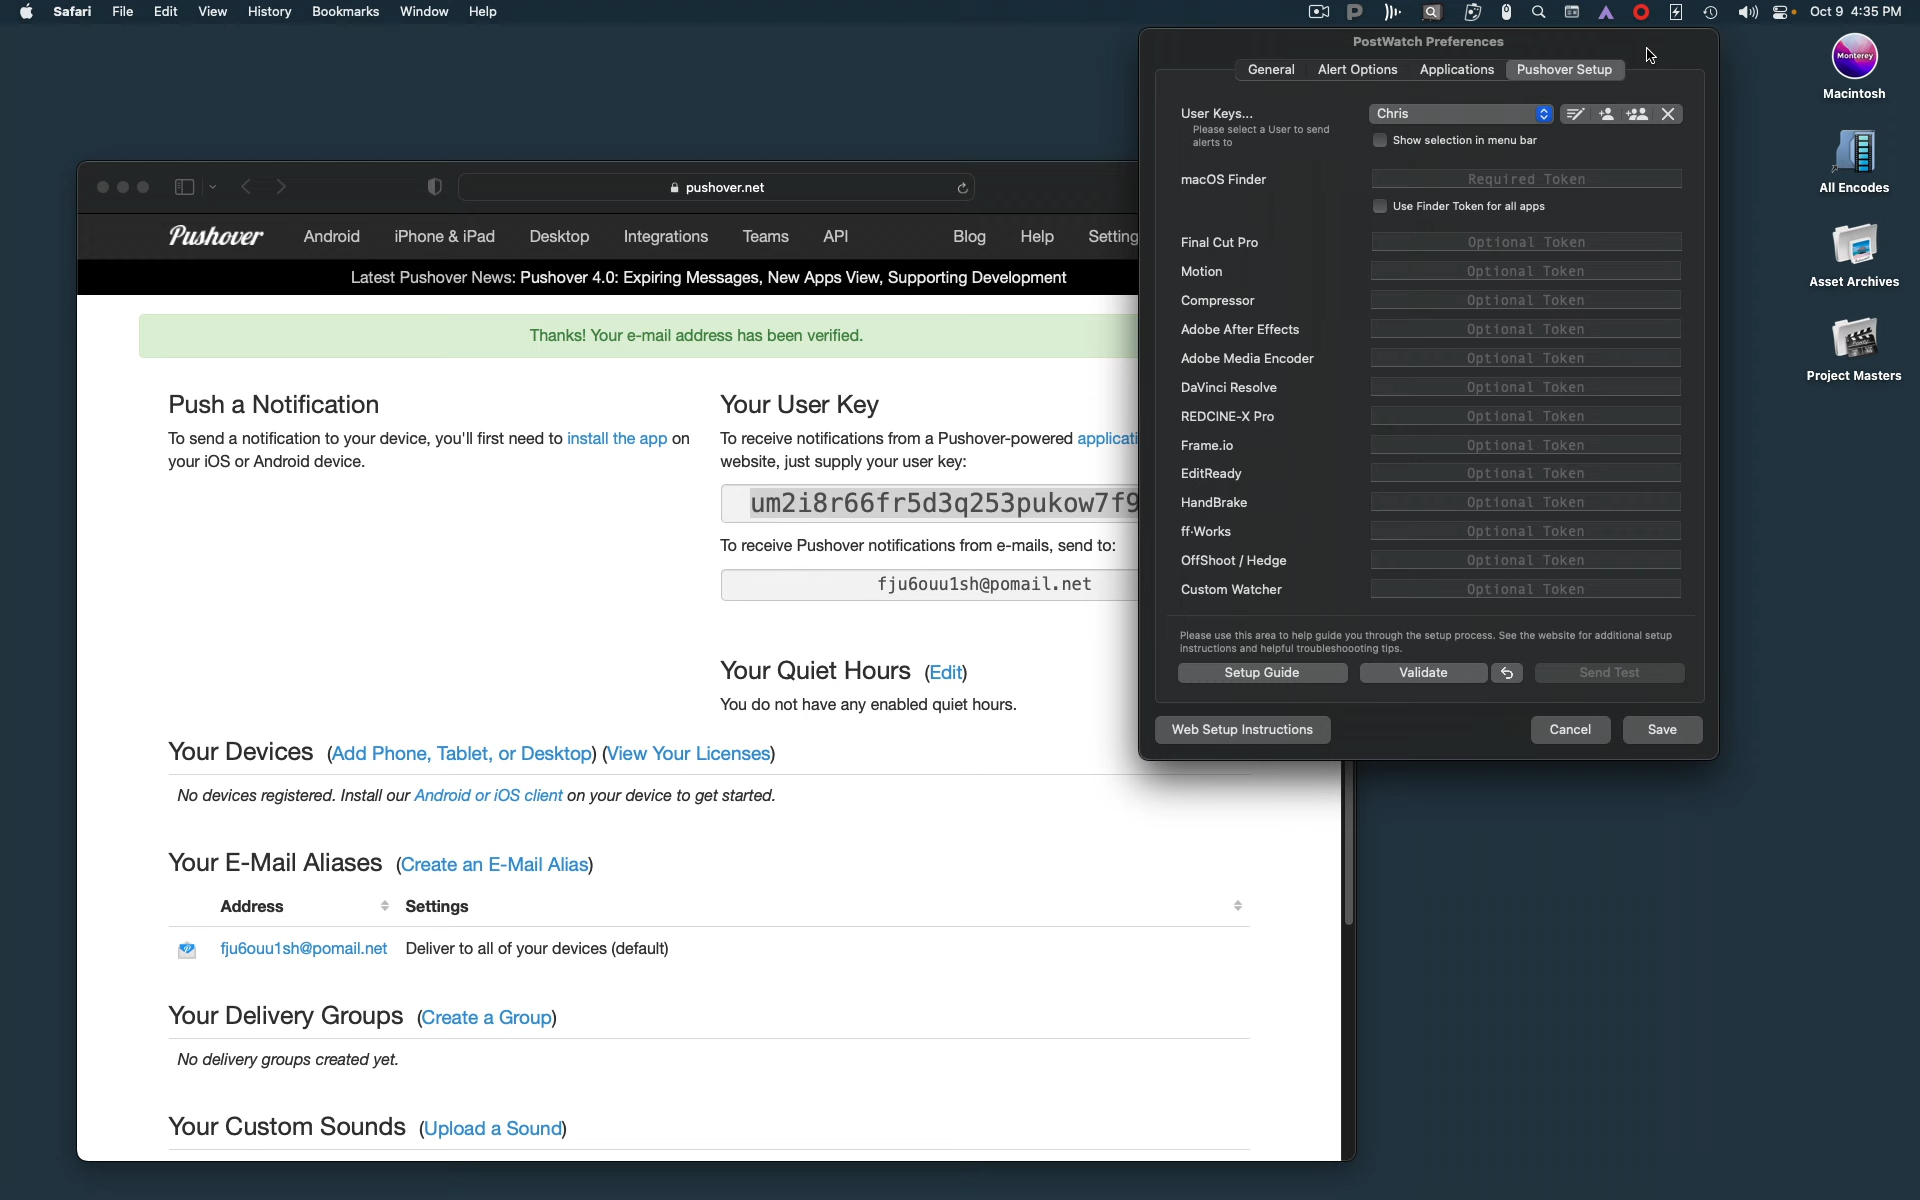 Safari File Edit View History Bookmarks Window Help
Oct 9 4:35 PM
Monterey
Macintosh
All Encodes
Asset Archives
Project Masters
pushover.net
Pushover Android iPhone & iPad Desktop Integrations Teams API Blog Help Setting
Latest Pushover News: Pushover 4.0: Expiring Messages, New Apps View, Supporting Development
Thanks! Your e-mail address has been verified.
Push a Notification
To send a notification to your device, you'll first need to install the app on
your iOS or Android device.
Your User Key
To receive notifications from a Pushover-powered applicati
website, just supply your user key:
um2i8r66fr5d3q253pukow7f9
To receive Pushover notifications from e-mails, send to:
fju6ouu1sh@pomail.net
Your Quiet Hours (Edit)
You do not have any enabled quiet hours.
Your Devices (Add Phone, Tablet, or Desktop) (View Your Licenses)
No devices registered. Install our Android or iOS client on your device to get started.
Your E-Mail Aliases (Create an E-Mail Alias)
Address Settings
fju6ouu1sh@pomail.net Deliver to all of your devices (default)
Your Delivery Groups (Create a Group)
No delivery groups created yet.
Your Custom Sounds (Upload a Sound)
PostWatch Preferences
General Alert Options Applications Pushover Setup
User Keys... Chris
Please select a User to send
alerts to
Show selection in menu bar
macOS Finder Required Token
Use Finder Token for all apps
Final Cut Pro Optional Token
Motion Optional Token
Compressor Optional Token
Adobe After Effects Optional Token
Adobe Media Encoder Optional Token
DaVinci Resolve Optional Token
REDCINE-X Pro Optional Token
Frame.io Optional Token
EditReady Optional Token
HandBrake Optional Token
ff·Works Optional Token
OffShoot / Hedge Optional Token
Custom Watcher Optional Token
Please use this area to help guide you through the setup process. See the website for additional setup
instructions and helpful troubleshoooting tips.
Setup Guide Validate Send Test
Web Setup Instructions Cancel Save